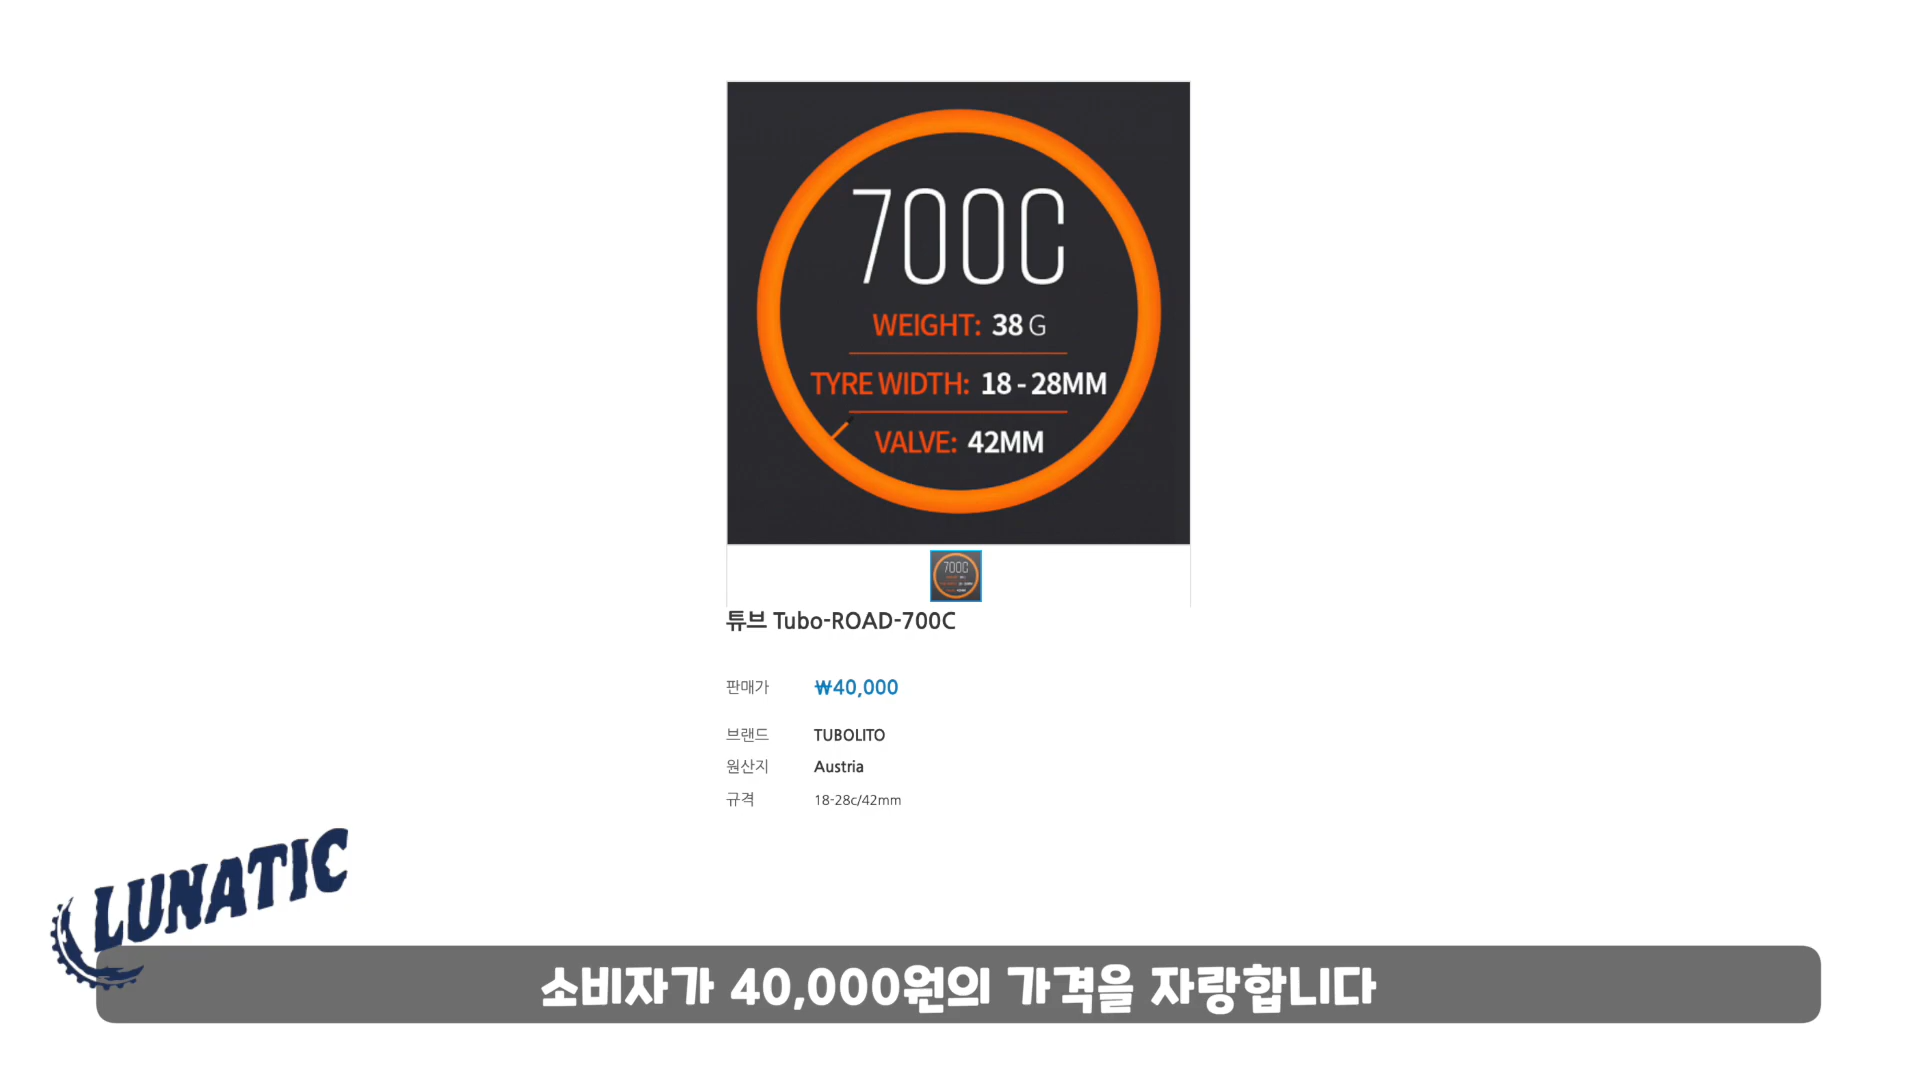 700C
WEIGHT: 38 G
TYRE WIDTH: 18 - 28MM
VALVE: 42MM
700C
튜브 Tubo-ROAD-700C
판매가 ₩40,000
브랜드 TUBOLITO
원산지 Austria
규격 18-28c/42mm
LUNATIC
소비자가 40,000원의 가격을 자랑합니다